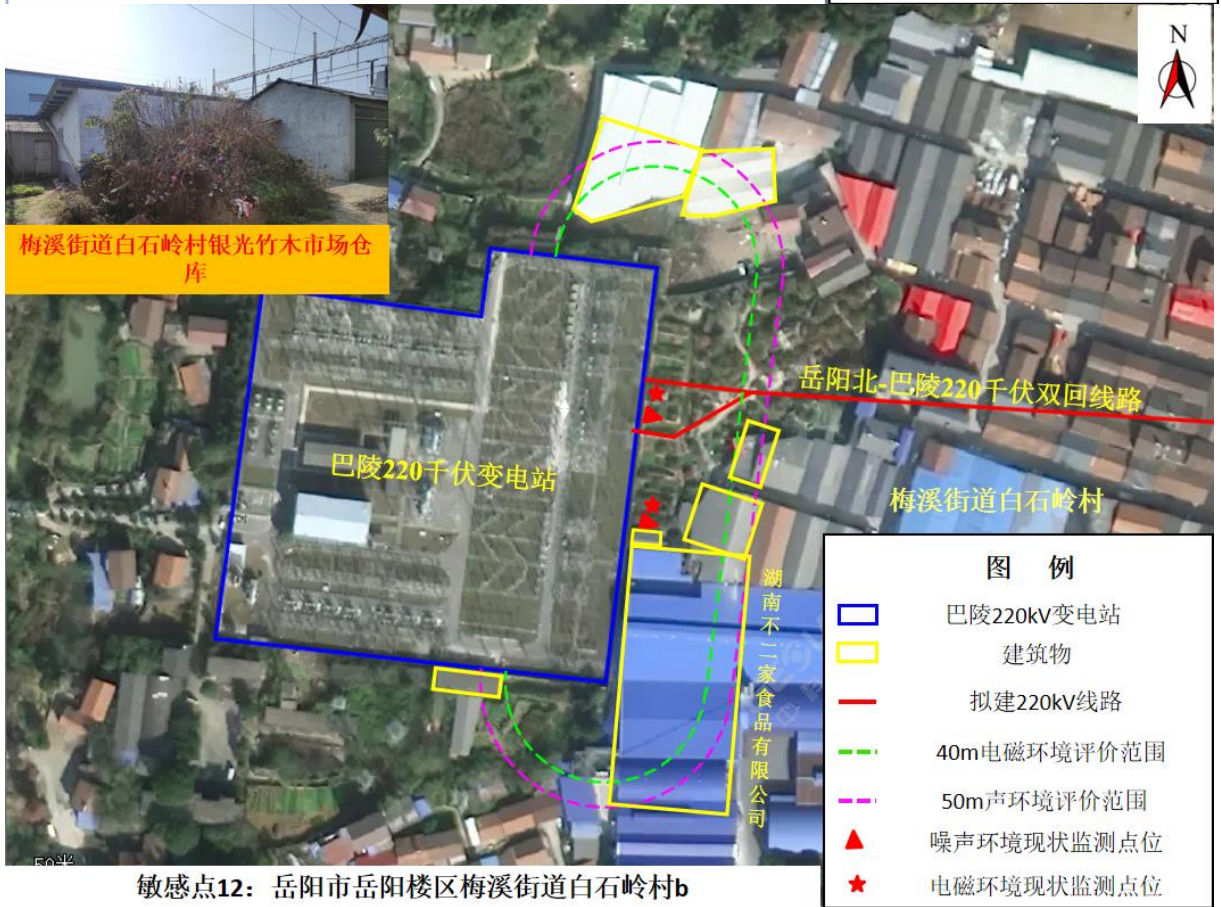 梅溪街道白石岭村银光竹木市场仓
库
N
岳阳北-巴陵220千伏双回线路
巴陵220千伏变电站
梅溪街道白石岭村
湖南不二家食品有限公司
图 例
巴陵220kV变电站
建筑物
拟建220kV线路
40m电磁环境评价范围
50m声环境评价范围
噪声环境现状监测点位
电磁环境现状监测点位
敏感点12：岳阳市岳阳楼区梅溪街道白石岭村b